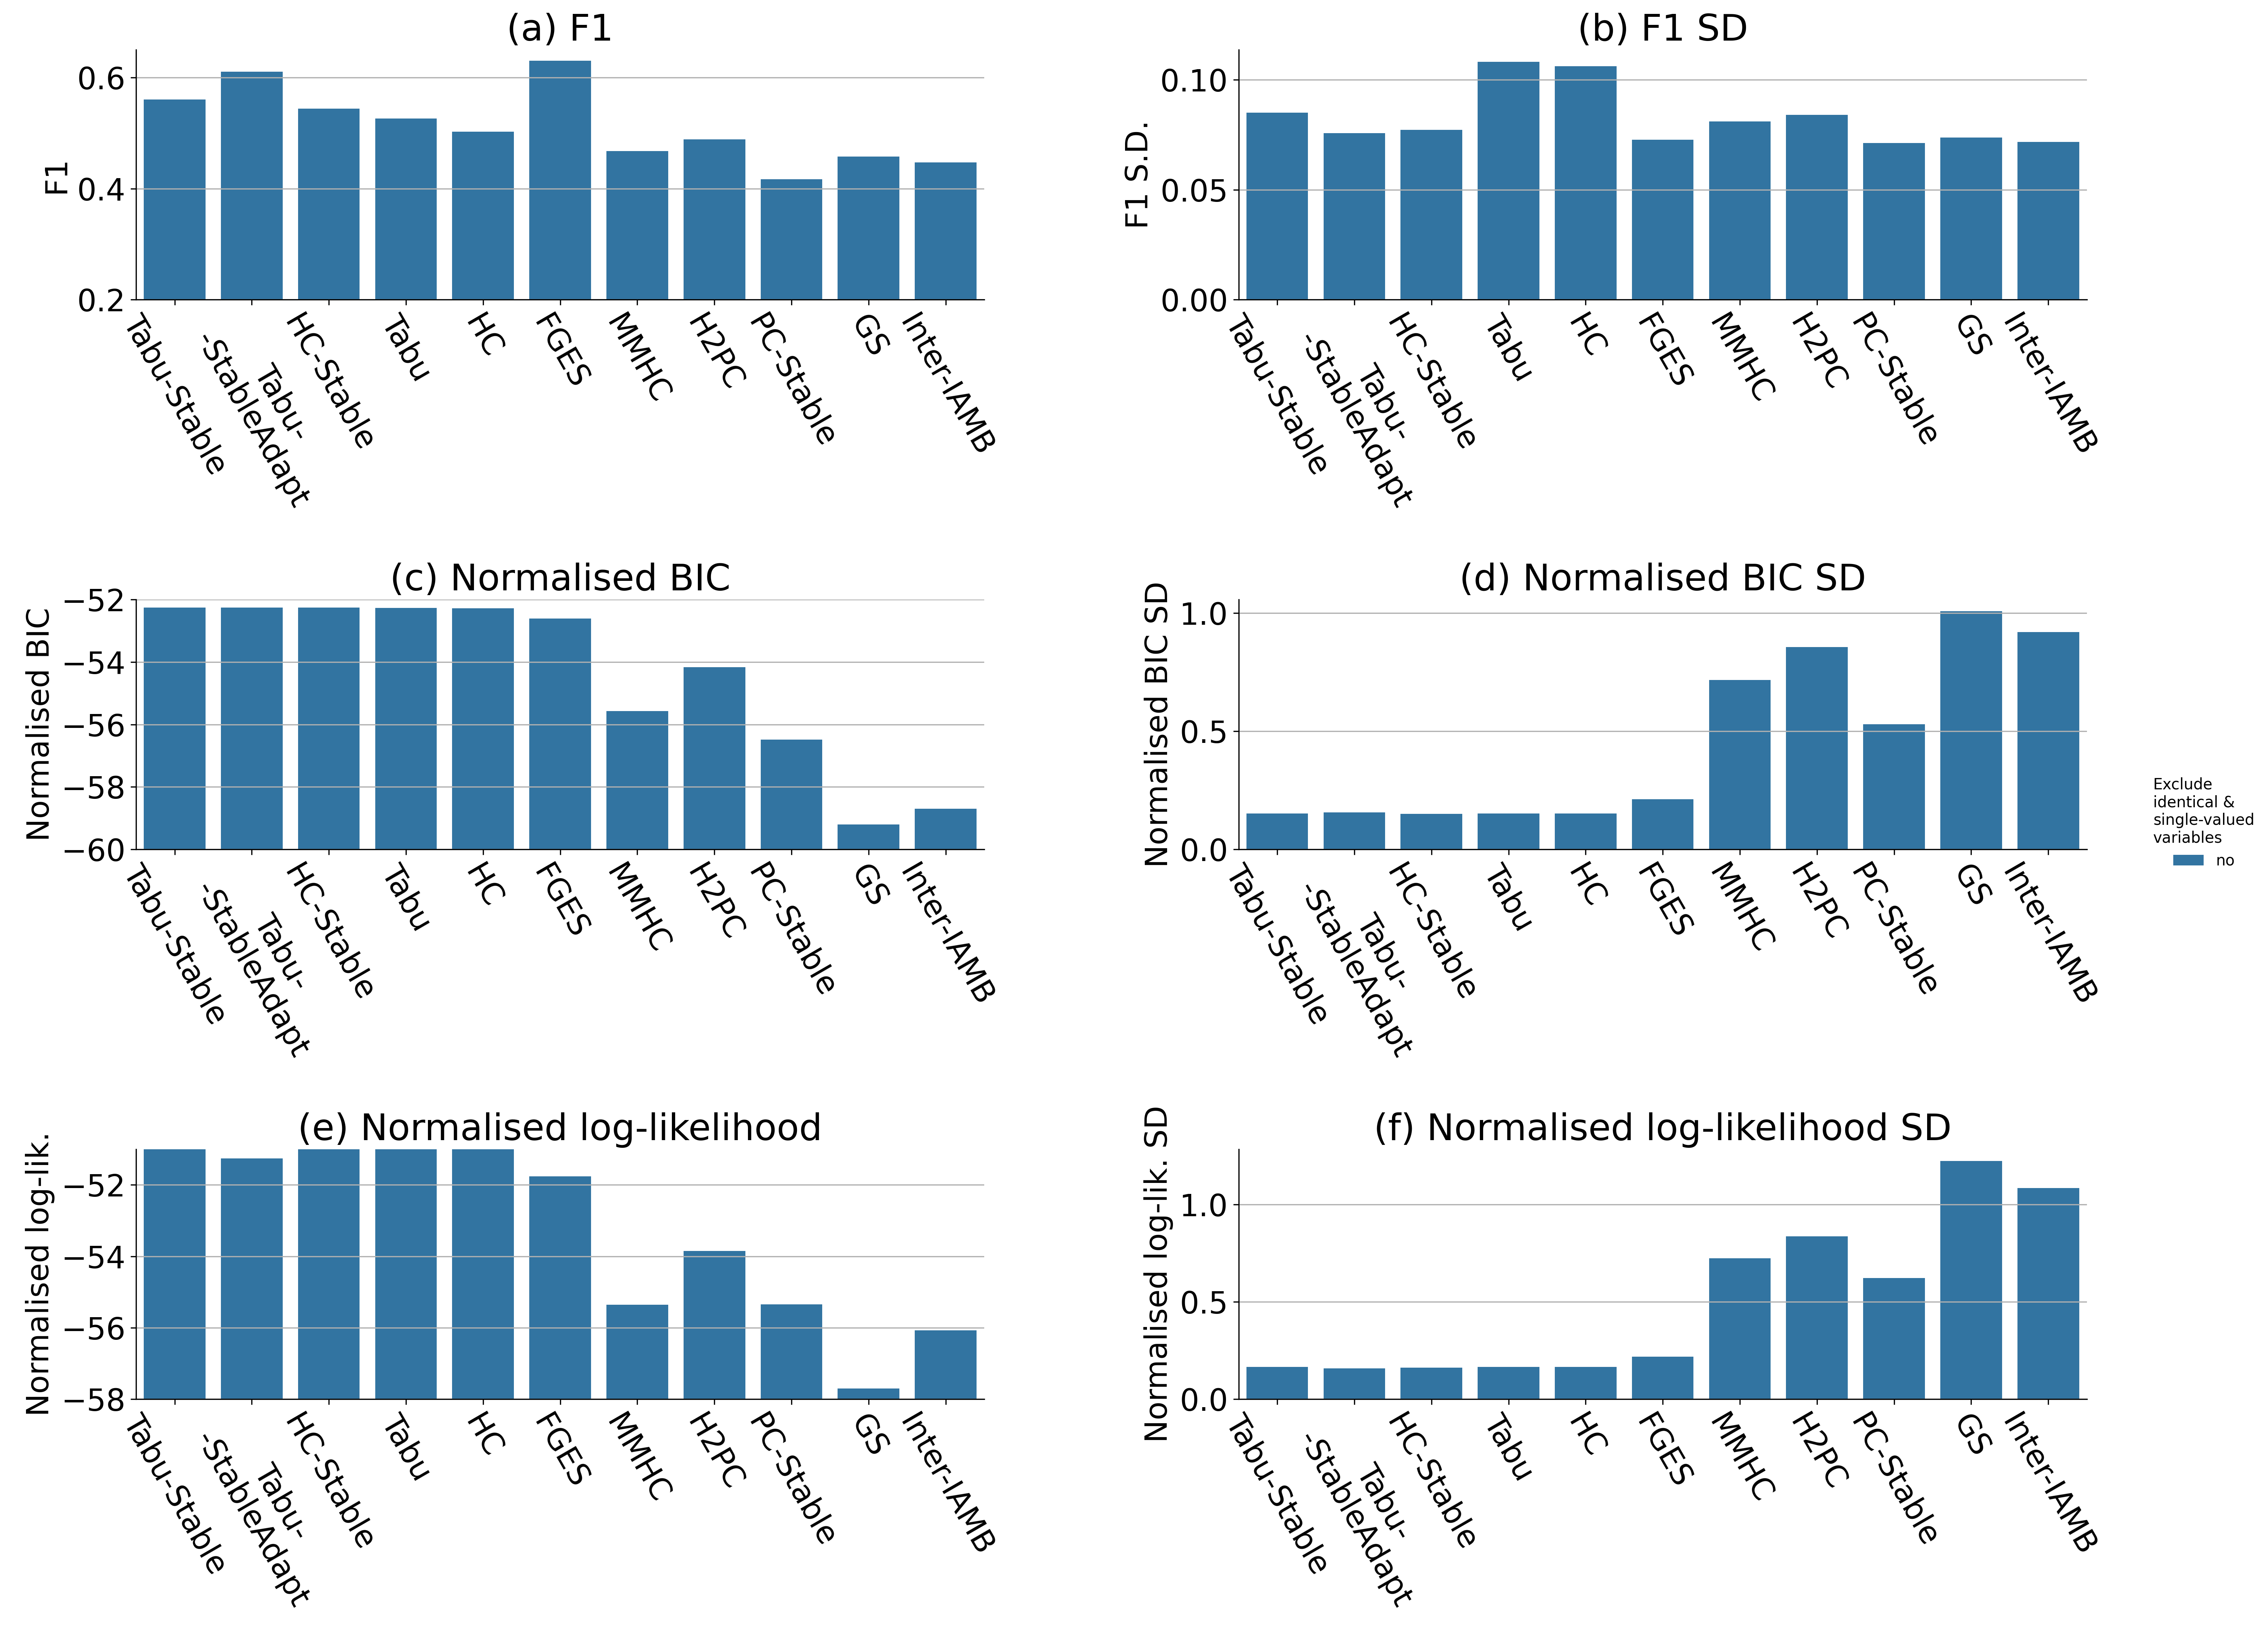 (a) F1
F1
0.6
0.4
0.2
Tabu-Stable
Tabu-
-StableAdapt
HC-Stable
Tabu
HC
FGES
MMHC
H2PC
PC-Stable
GS
Inter-IAMB
(b) F1 SD
F1 S.D.
0.10
0.05
0.00
Tabu-Stable
Tabu-
-StableAdapt
HC-Stable
Tabu
HC
FGES
MMHC
H2PC
PC-Stable
GS
Inter-IAMB
(c) Normalised BIC
Normalised BIC
−52
−54
−56
−58
−60
Tabu-Stable
Tabu-
-StableAdapt
HC-Stable
Tabu
HC
FGES
MMHC
H2PC
PC-Stable
GS
Inter-IAMB
(d) Normalised BIC SD
Normalised BIC SD
1.0
0.5
0.0
Tabu-Stable
Tabu-
-StableAdapt
HC-Stable
Tabu
HC
FGES
MMHC
H2PC
PC-Stable
GS
Inter-IAMB
Exclude
identical &
single-valued
variables
no
(e) Normalised log-likelihood
Normalised log-lik.
−52
−54
−56
−58
Tabu-Stable
Tabu-
-StableAdapt
HC-Stable
Tabu
HC
FGES
MMHC
H2PC
PC-Stable
GS
Inter-IAMB
(f) Normalised log-likelihood SD
Normalised log-lik. SD
1.0
0.5
0.0
Tabu-Stable
Tabu-
-StableAdapt
HC-Stable
Tabu
HC
FGES
MMHC
H2PC
PC-Stable
GS
Inter-IAMB